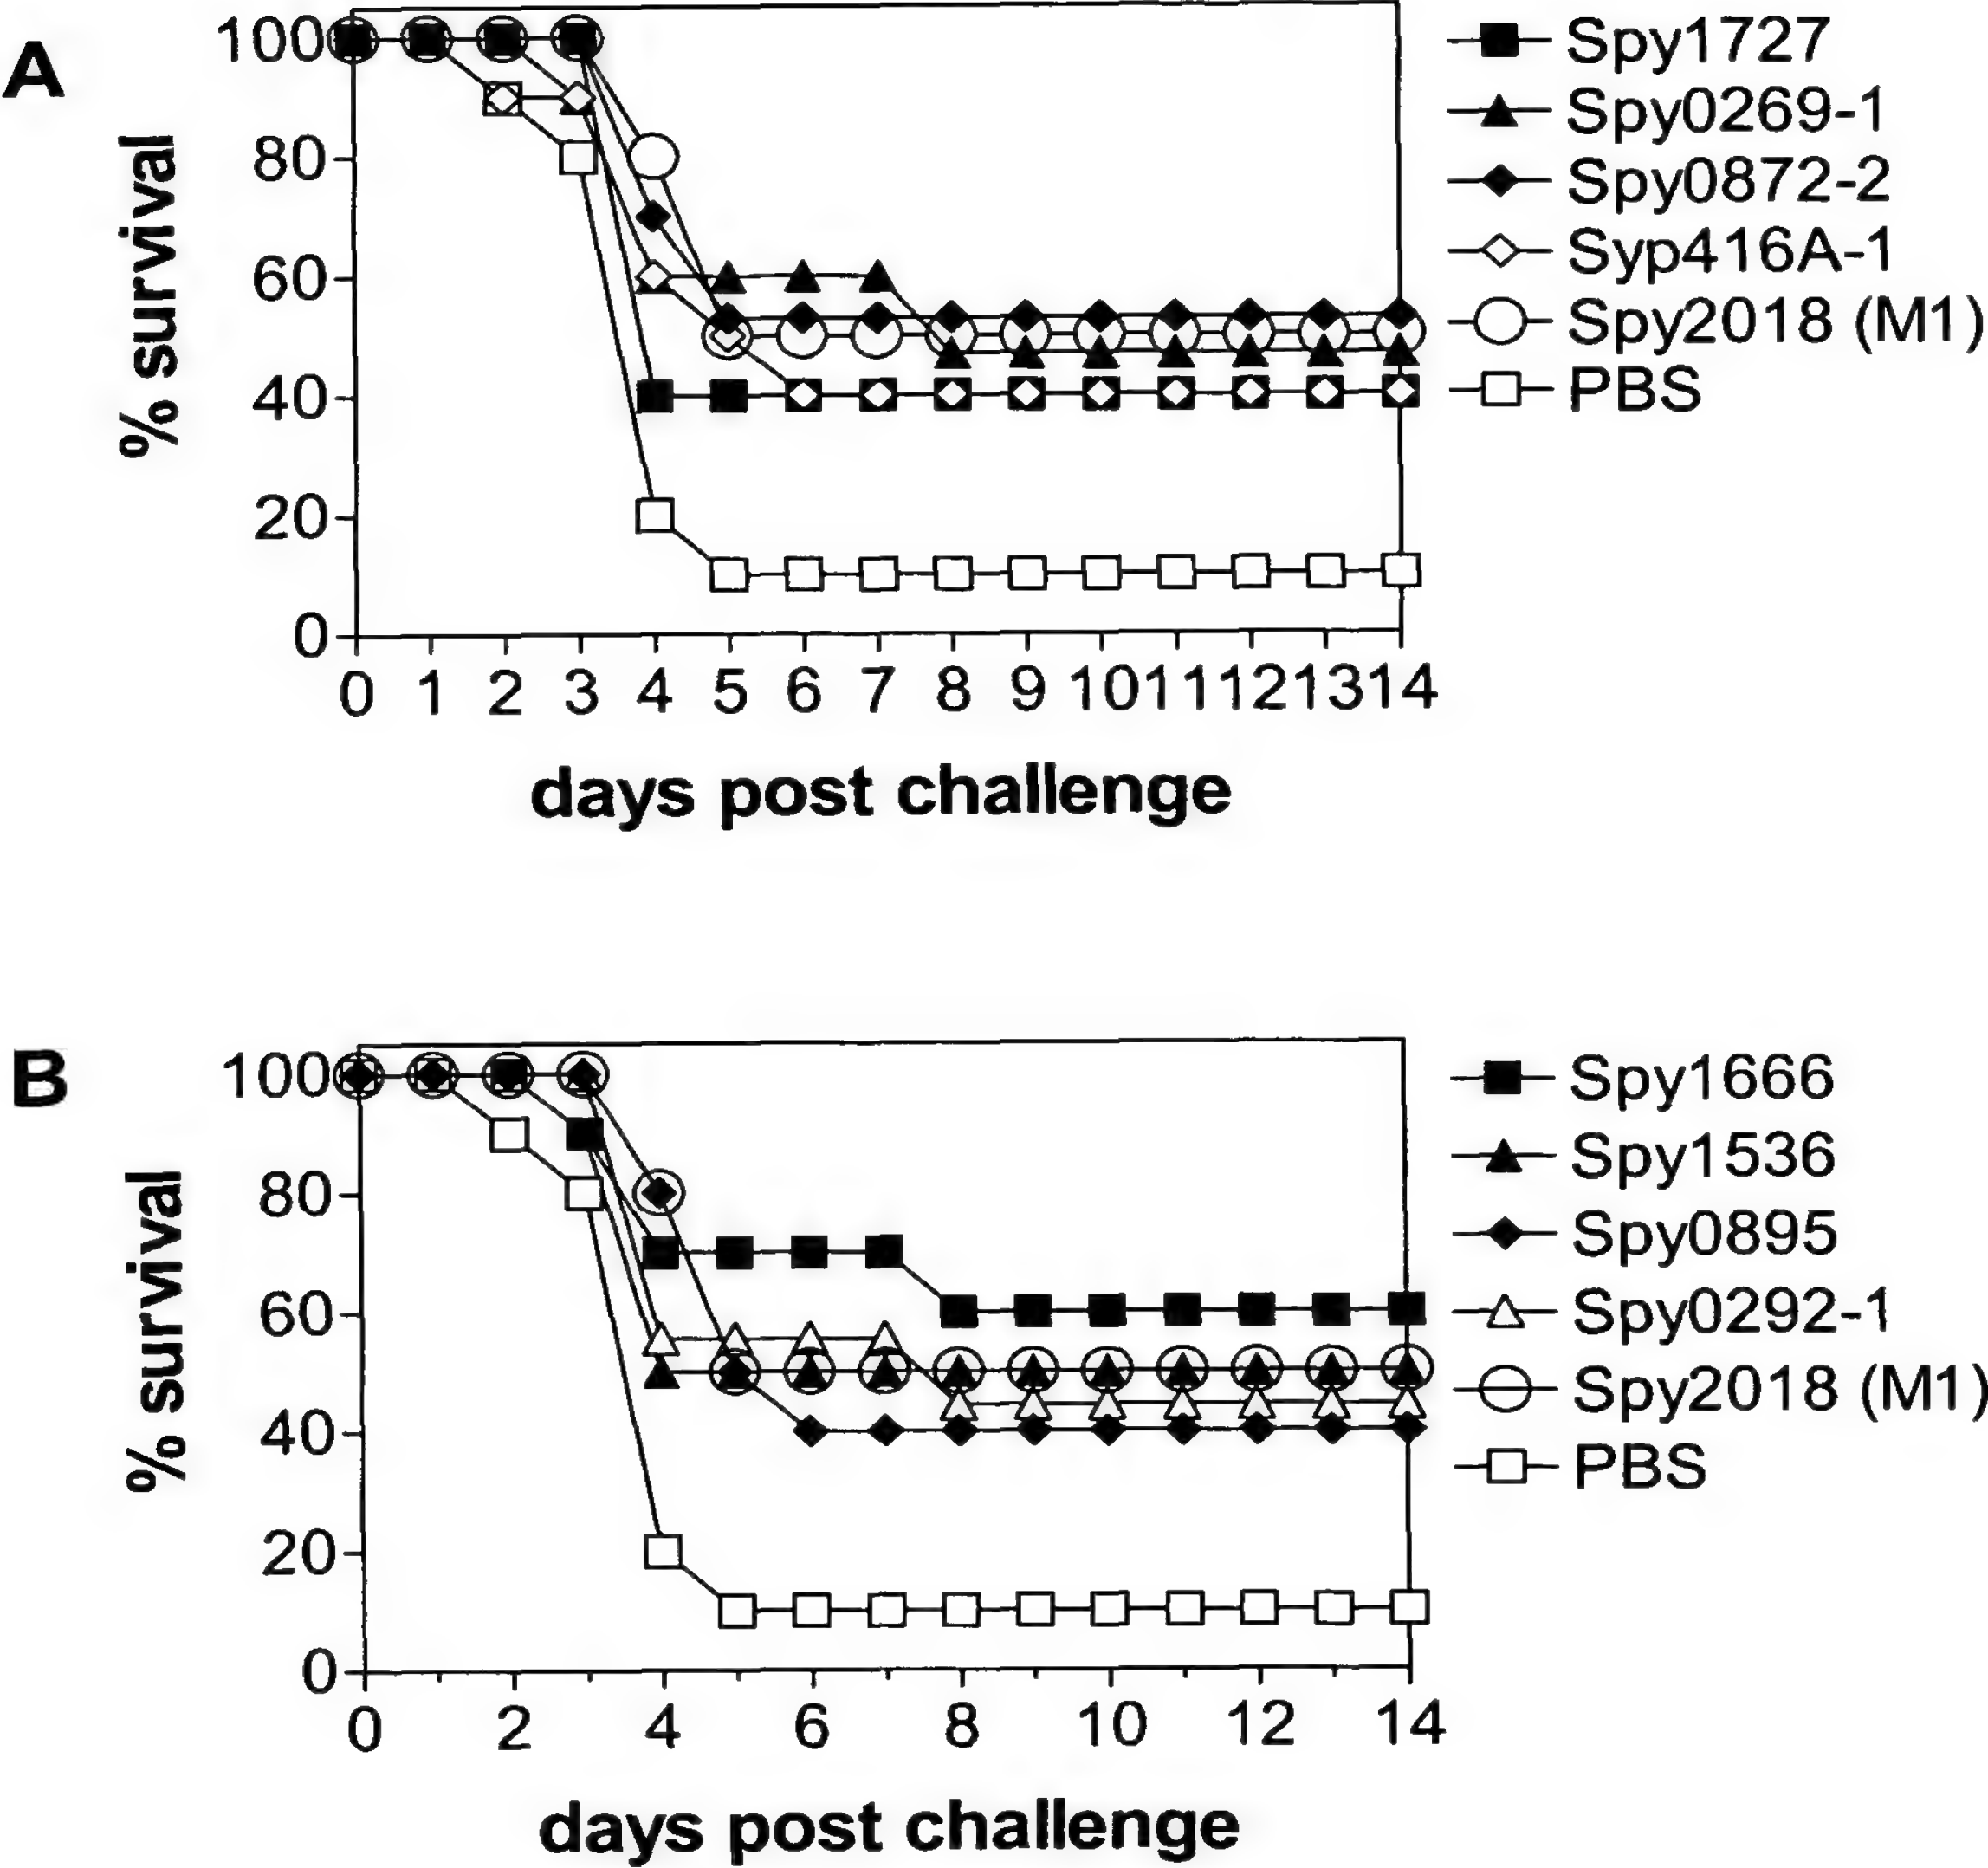 A
100
80
60
40
20
0
% survival
0 1 2 3 4 5 6 7 8 9 10 11 12 13 14
days post challenge
Spy1727
Spy0269-1
Spy0872-2
Syp416A-1
Spy2018 (M1)
PBS
B
100
80
60
40
20
0
% survival
0 2 4 6 8 10 12 14
days post challenge
Spy1666
Spy1536
Spy0895
Spy0292-1
Spy2018 (M1)
PBS